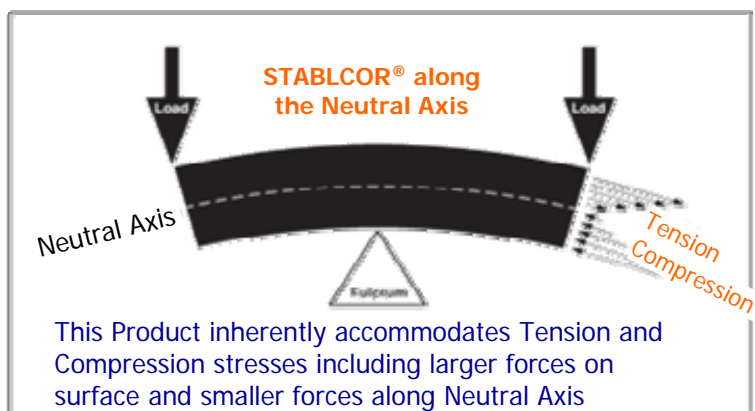 STABLCOR® along
the Neutral Axis
Load
Load
Neutral Axis
Tension
Compression
Fulcrum
This Product inherently accommodates Tension and
Compression stresses including larger forces on
surface and smaller forces along Neutral Axis